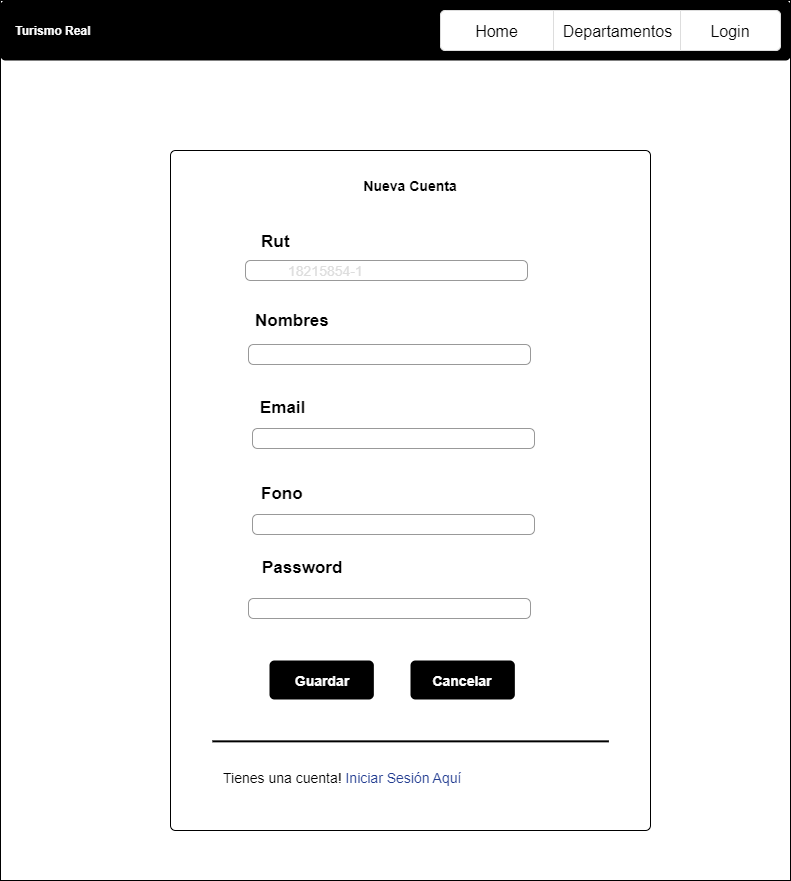 Turismo Real
Home Departamentos Login
Nueva Cuenta
Rut
18215854-1
Nombres
Email
Fono
Password
Guardar Cancelar
Tienes una cuenta! Iniciar Sesión Aquí